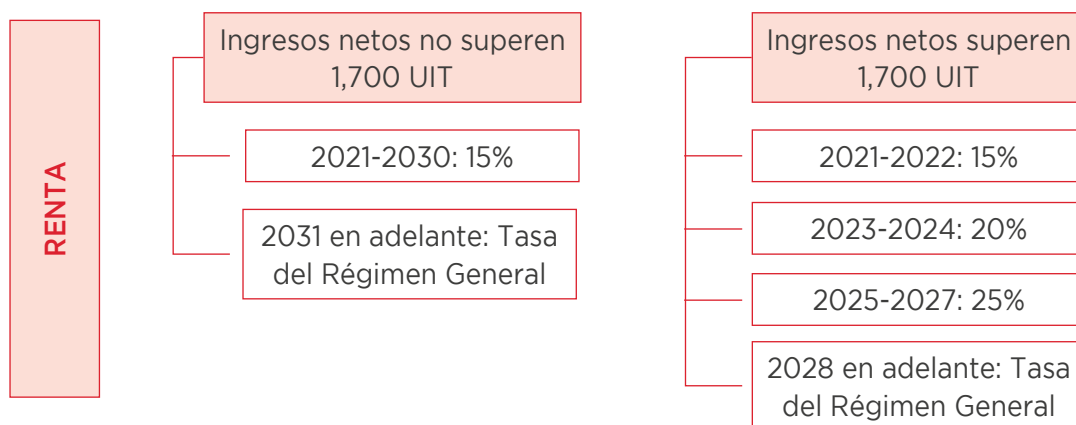 RENTA
Ingresos netos no superen
1,700 UIT
2021-2030: 15%
2031 en adelante: Tasa
del Régimen General
Ingresos netos superen
1,700 UIT
2021-2022: 15%
2023-2024: 20%
2025-2027: 25%
2028 en adelante: Tasa
del Régimen General